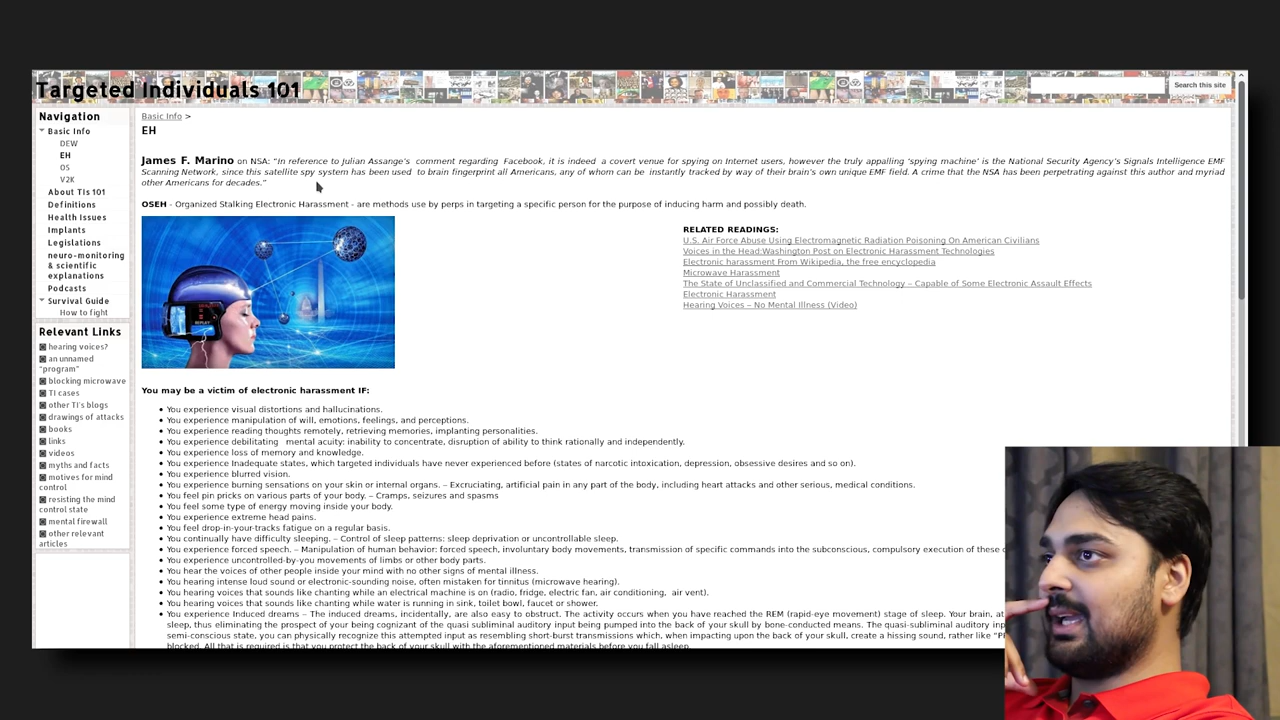 Targeted Individuals 101
Search this site
Navigation
Basic Info
DEW
EH
OS
V2K
About TIs 101
Definitions
Health Issues
Implants
Legislations
neuro-monitoring
& scientific
explanations
Podcasts
Survival Guide
How to fight
Relevant Links
hearing voices?
an unnamed
"program"
blocking microwave
TI cases
other TI's blogs
drawings of attacks
books
links
videos
myths and facts
motives for mind
control
resisting the mind
control state
mental firewall
other relevant
articles
Basic Info >
EH
James F. Marino on NSA: "In reference to Julian Assange's comment regarding Facebook, it is indeed a covert venue for spying on Internet users, however the truly appalling 'spying machine' is the National Security Agency's Signals Intelligence EMF
Scanning Network, since this satellite spy system has been used to brain fingerprint all Americans, any of whom can be instantly tracked by way of their brain's own unique EMF field. A crime that the NSA has been perpetrating against this author and myriad
other Americans for decades."
OSEH - Organized Stalking Electronic Harassment - are methods use by perps in targeting a specific person for the purpose of inducing harm and possibly death.
REPLAY
RELATED READINGS:
U.S. Air Force Abuse Using Electromagnetic Radiation Poisoning On American Civilians
Voices in the Head:Washington Post on Electronic Harassment Technologies
Electronic harassment From Wikipedia, the free encyclopedia
Microwave Harassment
The State of Unclassified and Commercial Technology – Capable of Some Electronic Assault Effects
Electronic Harassment
Hearing Voices – No Mental Illness (Video)
You may be a victim of electronic harassment IF:
You experience visual distortions and hallucinations.
You experience manipulation of will, emotions, feelings, and perceptions.
You experience reading thoughts remotely, retrieving memories, implanting personalities.
You experience debilitating mental acuity: inability to concentrate, disruption of ability to think rationally and independently.
You experience loss of memory and knowledge.
You experience Inadequate states, which targeted individuals have never experienced before (states of narcotic intoxication, depression, obsessive desires and so on).
You experience blurred vision.
You experience burning sensations on your skin or internal organs. – Excruciating, artificial pain in any part of the body, including heart attacks and other serious, medical conditions.
You feel pin pricks on various parts of your body. – Cramps, seizures and spasms
You feel some type of energy moving inside your body.
You experience extreme head pains.
You feel drop-in-your-tracks fatigue on a regular basis.
You continually have difficulty sleeping. – Control of sleep patterns: sleep deprivation or uncontrollable sleep.
You experience forced speech. – Manipulation of human behavior: forced speech, involuntary body movements, transmission of specific commands into the subconscious, compulsory execution of these
You experience uncontrolled-by-you movements of limbs or other body parts.
You hear the voices of other people inside your mind with no other signs of mental illness.
You hearing intense loud sound or electronic-sounding noise, often mistaken for tinnitus (microwave hearing).
You hearing voices that sounds like chanting while an electrical machine is on (radio, fridge, electric fan, air conditioning, air vent).
You hearing voices that sounds like chanting while water is running in sink, toilet bowl, faucet or shower.
You experience Induced dreams – The induced dreams, incidentally, are also easy to obstruct. The activity occurs when you have reached the REM (rapid-eye movement) stage of sleep. Your brain, at
sleep, thus eliminating the prospect of your being cognizant of the quasi subliminal auditory input being pumped into the back of your skull by bone-conducted means. The quasi-subliminal auditory
semi-conscious state, you can physically recognize this attempted input as resembling short-burst transmissions which, when impacting upon the back of your skull, create a hissing sound, rather like
blocked. All that is required is that you protect the back of your skull with the aforementioned materials before you fall asleep.